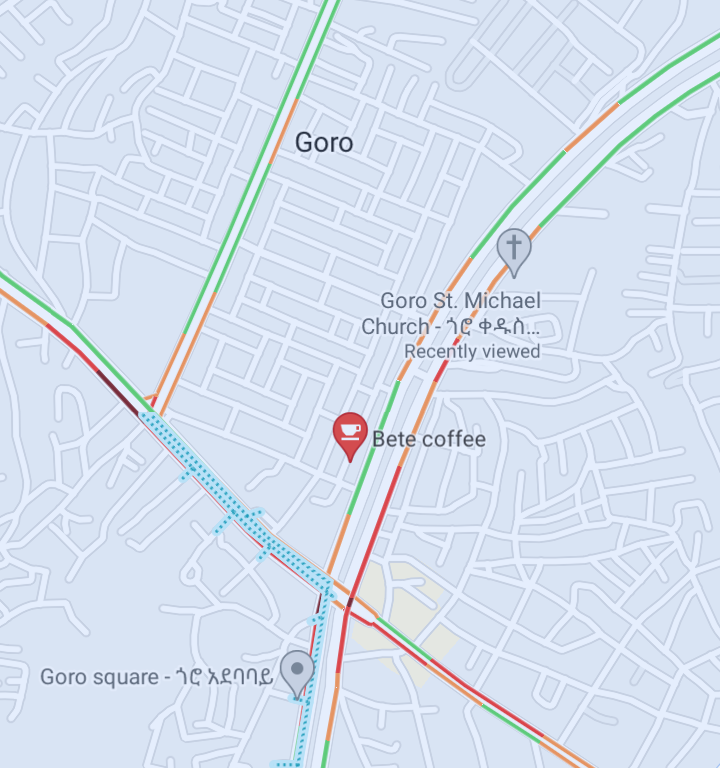 Goro
Goro St. Michael
Church - ጎሮ ቅዱስ...
Recently viewed
Bete coffee
Goro square - ጎሮ አደባባይ